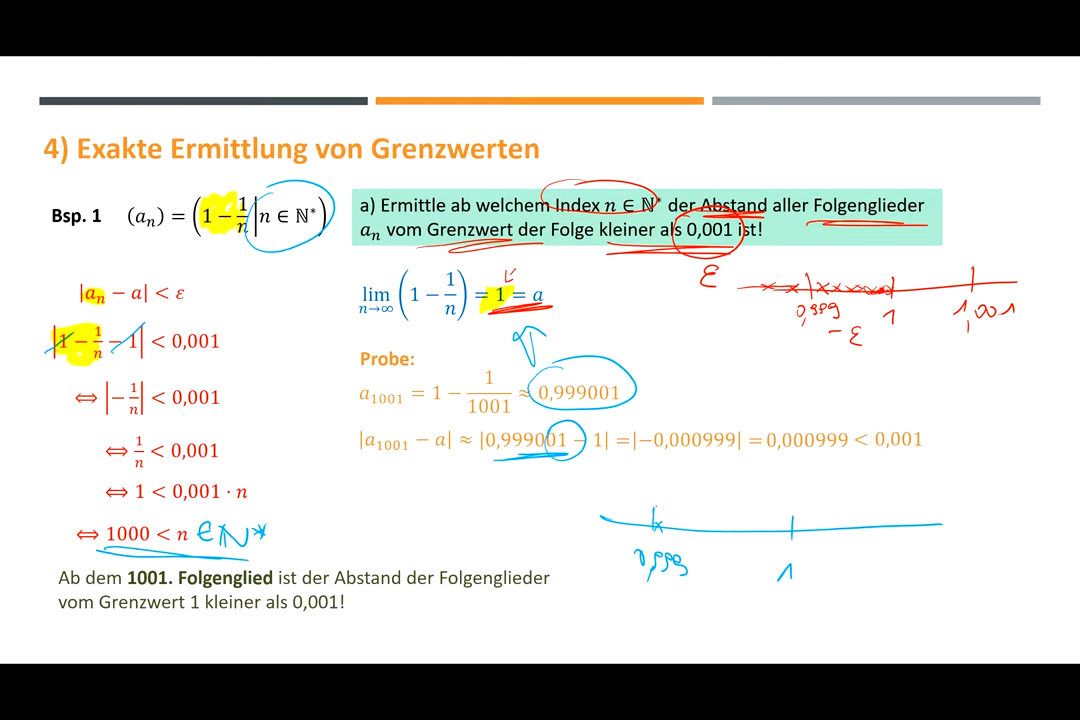 4) Exakte Ermittlung von Grenzwerten
Bsp. 1 (aₙ) = (1 − 1/n | n ∈ ℕ*)
a) Ermittle ab welchem Index n ∈ ℕ* der Abstand aller Folgenglieder
aₙ vom Grenzwert der Folge kleiner als 0,001 ist!
ε
0,999
1
1,001
− ε
|aₙ − a| < ε
|1 − 1/n − 1| < 0,001
⟺ |− 1/n| < 0,001
⟺ 1/n < 0,001
⟺ 1 < 0,001 · n
⟺ 1000 < n ∈ ℕ*
lim n→∞ (1 − 1/n) = 1 = a
Probe:
a₁₀₀₁ = 1 − 1/1001 ≈ 0,999001
|a₁₀₀₁ − a| ≈ |0,999001 − 1| = |−0,000999| = 0,000999 < 0,001
0,999
1
Ab dem 1001. Folgenglied ist der Abstand der Folgenglieder
vom Grenzwert 1 kleiner als 0,001!